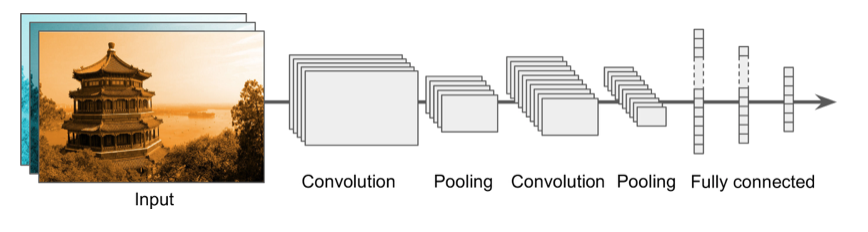 Input
Convolution
Pooling
Convolution
Pooling
Fully connected